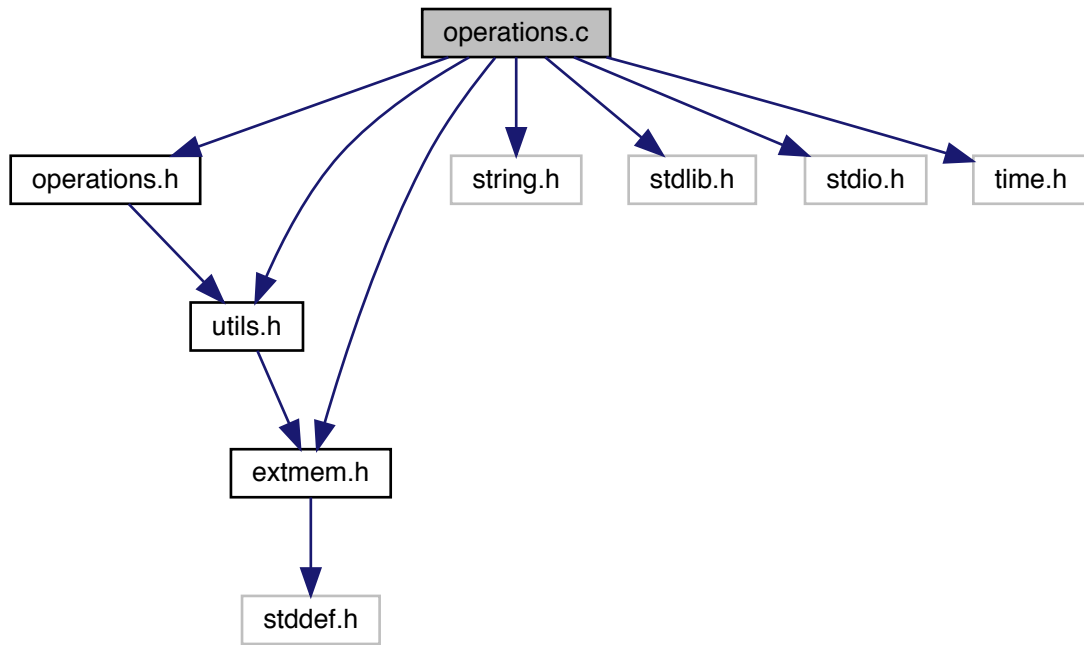 operations.c
operations.h
string.h
stdlib.h
stdio.h
time.h
utils.h
extmem.h
stddef.h